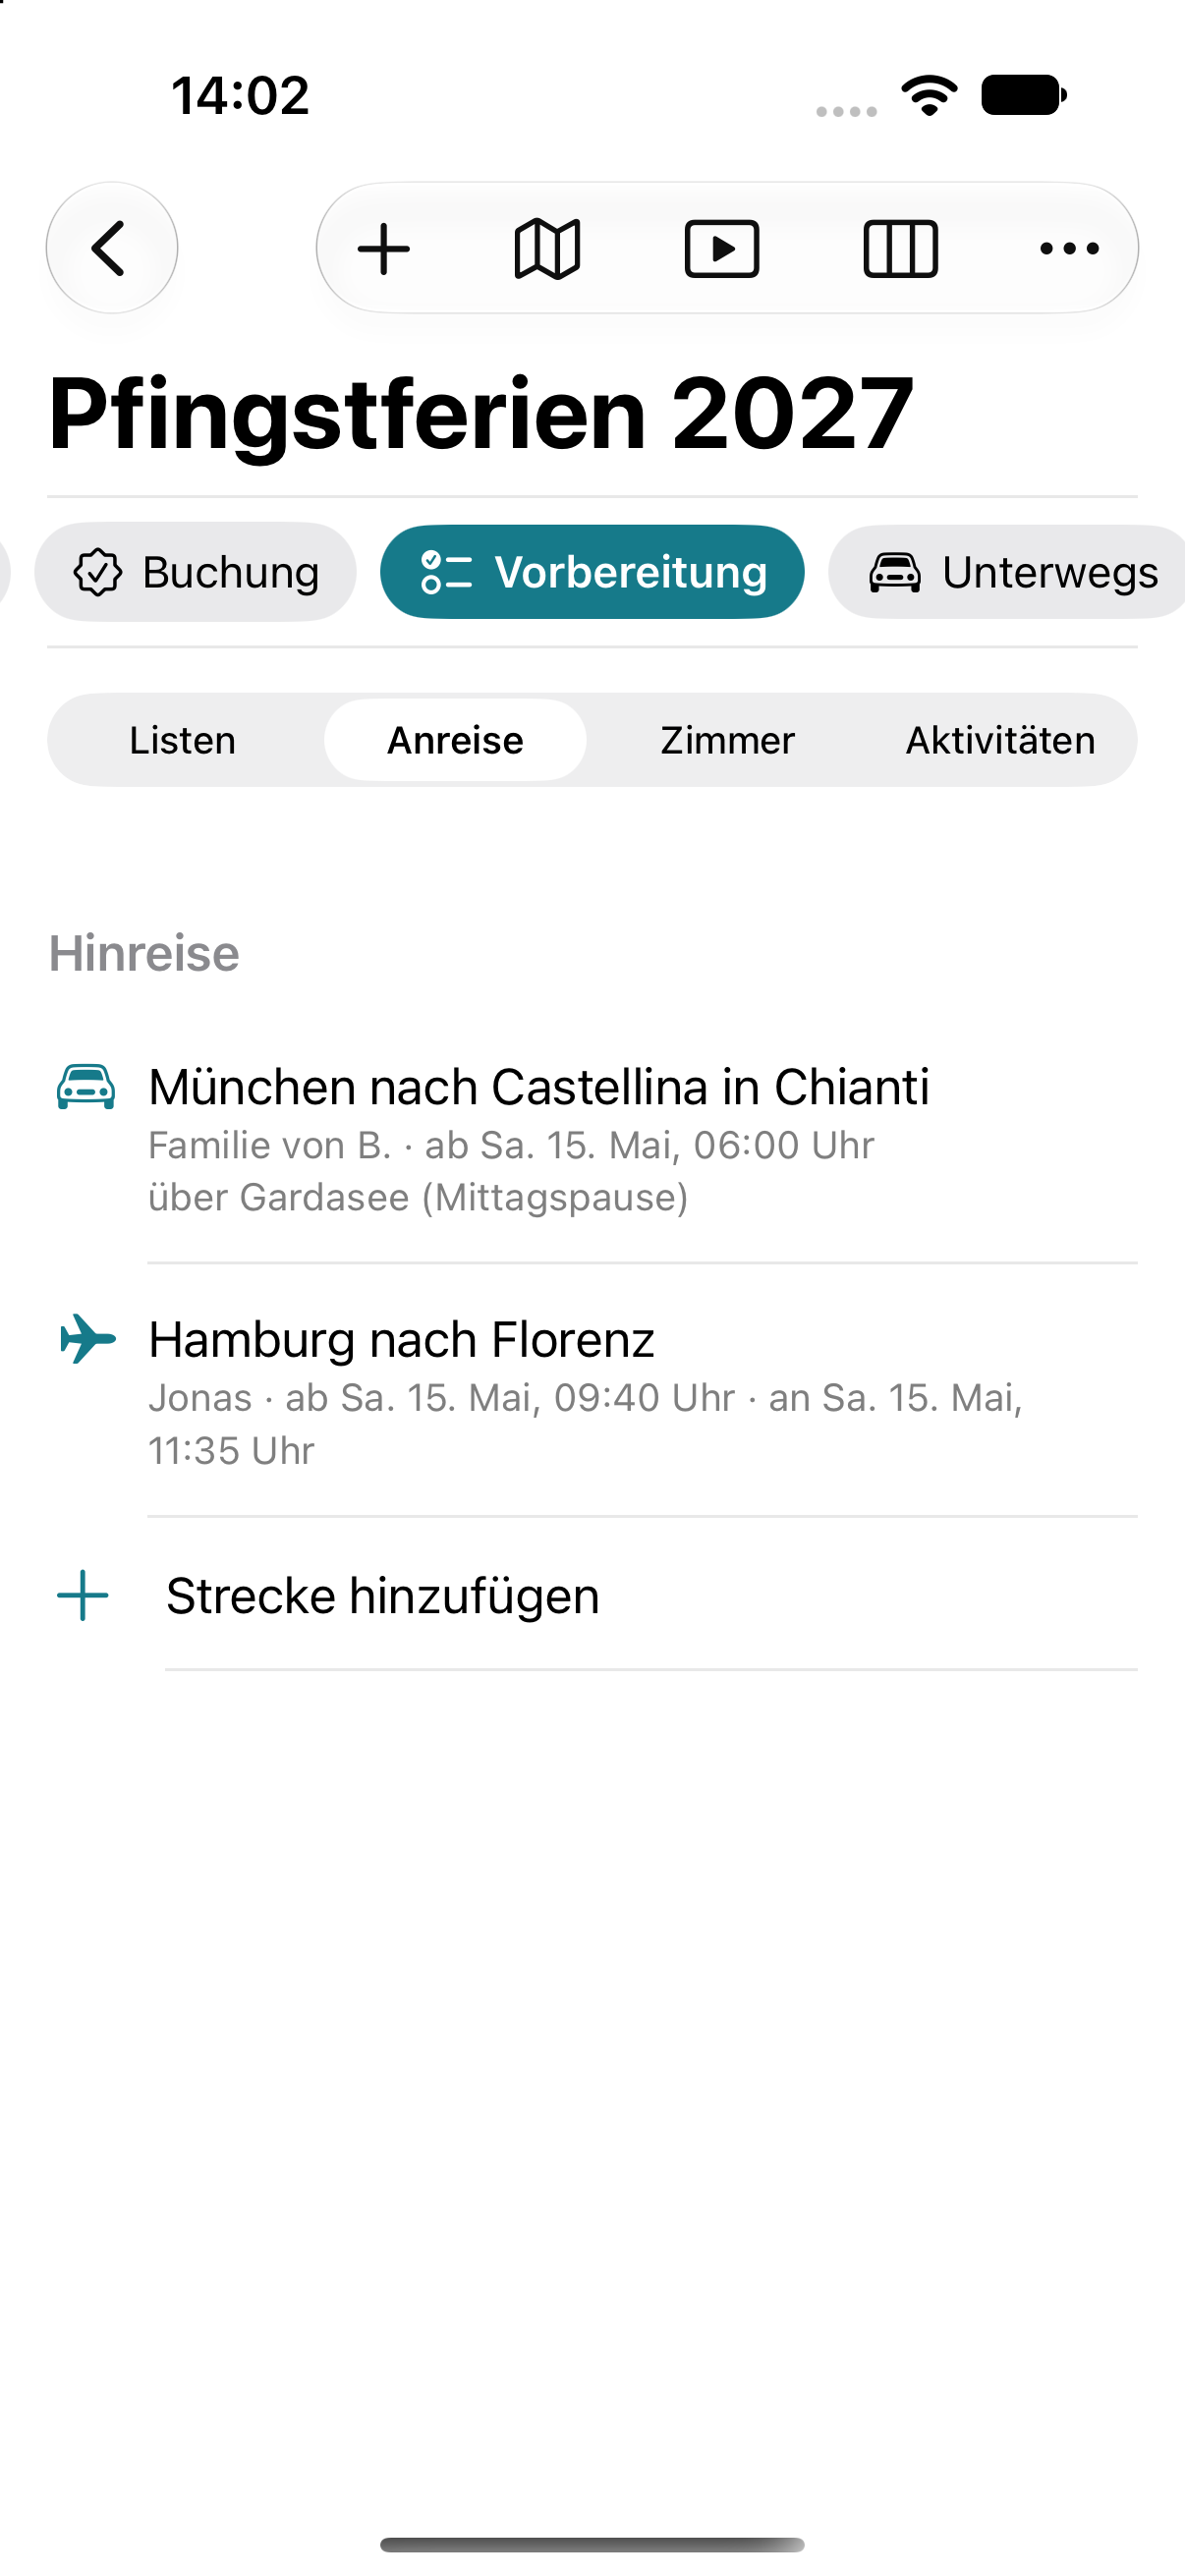 14:02
Pfingstferien 2027
Buchung Vorbereitung Unterwegs
Listen Anreise Zimmer Aktivitäten
Hinreise
München nach Castellina in Chianti
Familie von B. · ab Sa. 15. Mai, 06:00 Uhr
über Gardasee (Mittagspause)
Hamburg nach Florenz
Jonas · ab Sa. 15. Mai, 09:40 Uhr · an Sa. 15. Mai,
11:35 Uhr
Strecke hinzufügen